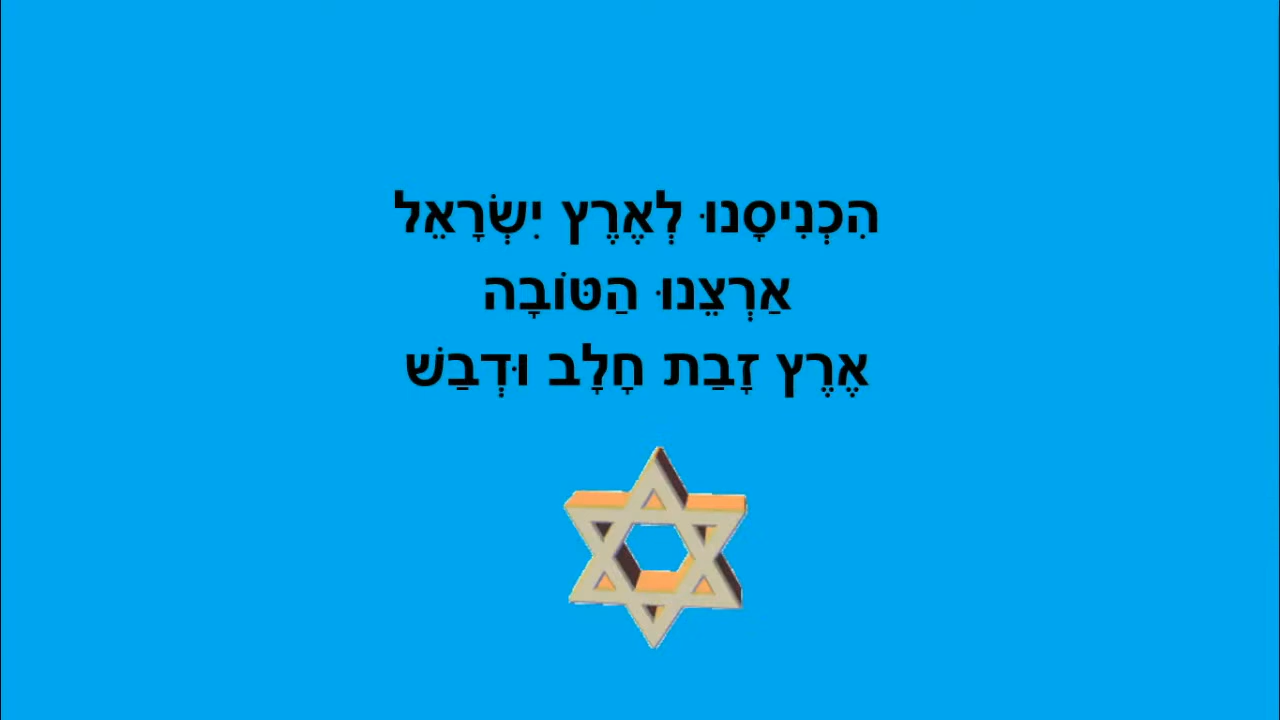 הִכְנִיסָנוּ לְאֶרֶץ יִשְׂרָאֵל
אַרְצֵנוּ הַטּוֹבָה
אֶרֶץ זָבַת חָלָב וּדְבַשׁ